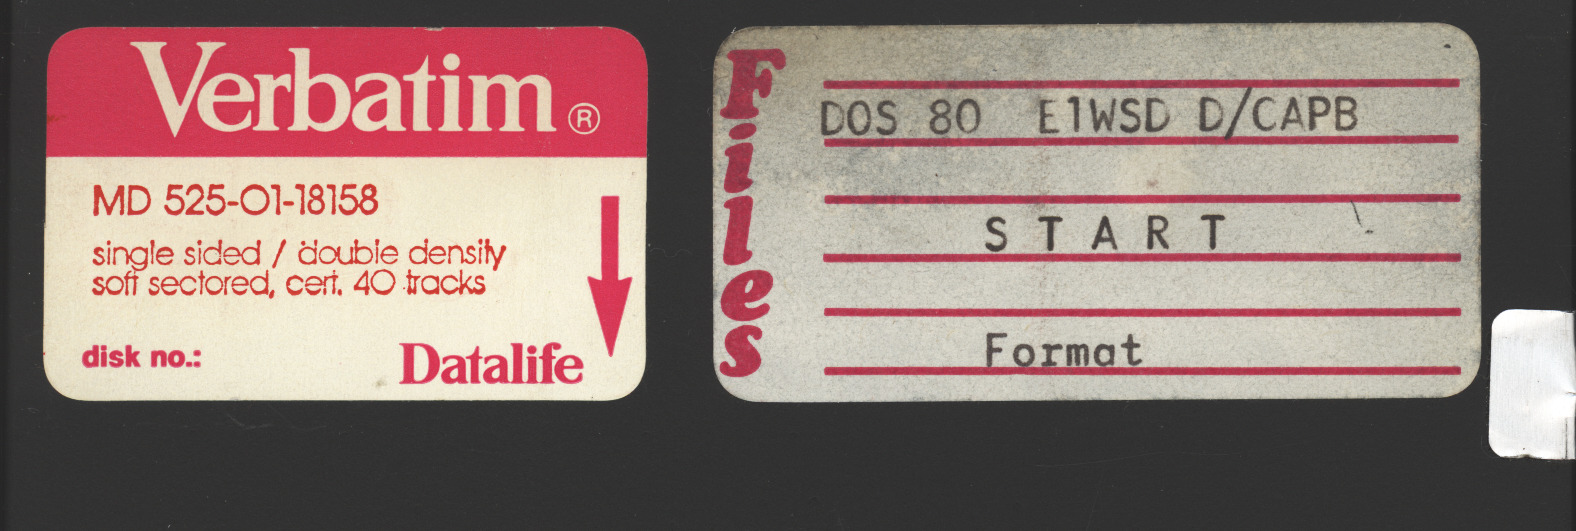 Verbatim®
MD 525-01-18158
single sided / double density
soft sectored, cert. 40 tracks
disk no.:
Datalife
Files
DOS 80 E1WSD D/CAPB
START
Format